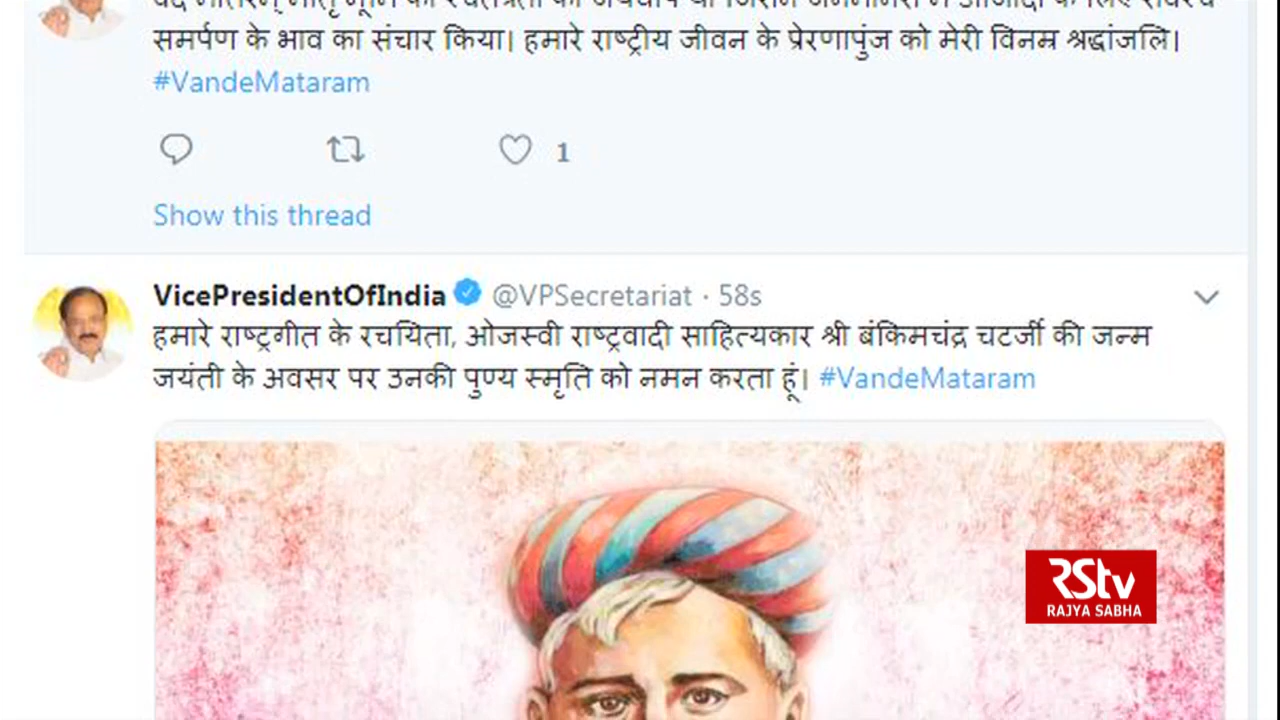 समर्पण के भाव का संचार किया। हमारे राष्ट्रीय जीवन के प्रेरणापुंज को मेरी विनम्र श्रद्धांजलि।
#VandeMataram
1
Show this thread
VicePresidentOfIndia @VPSecretariat · 58s
हमारे राष्ट्रगीत के रचयिता, ओजस्वी राष्ट्रवादी साहित्यकार श्री बंकिमचंद्र चटर्जी की जन्म
जयंती के अवसर पर उनकी पुण्य स्मृति को नमन करता हूं। #VandeMataram
RStv
RAJYA SABHA